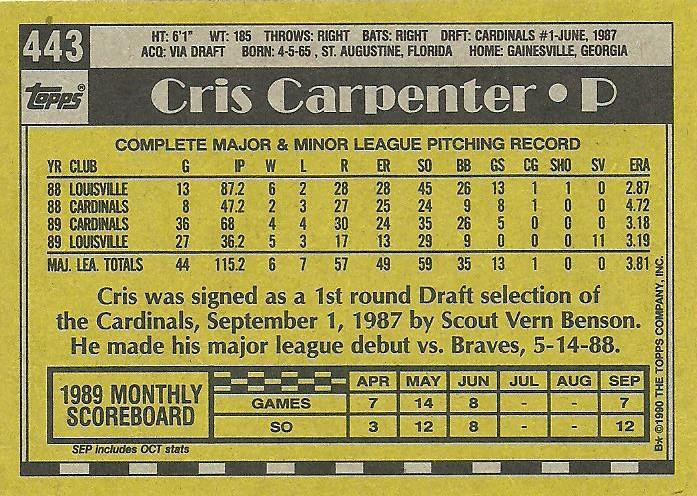 443
HT: 6'1" WT: 185 THROWS: RIGHT BATS: RIGHT DRFT: CARDINALS #1-JUNE, 1987
ACQ: VIA DRAFT BORN: 4-5-65 , ST. AUGUSTINE, FLORIDA HOME: GAINESVILLE, GEORGIA
TOPPS®
Cris Carpenter • P
COMPLETE MAJOR & MINOR LEAGUE PITCHING RECORD
YR CLUB G IP W L R ER SO BB GS CG SHO SV ERA
88 LOUISVILLE 13 87.2 6 2 28 28 45 26 13 1 1 0 2.87
88 CARDINALS 8 47.2 2 3 27 25 24 9 8 1 0 0 4.72
89 CARDINALS 36 68 4 4 30 24 35 26 5 0 0 0 3.18
89 LOUISVILLE 27 36.2 5 3 17 13 29 9 0 0 0 11 3.19
MAJ. LEA. TOTALS 44 115.2 6 7 57 49 59 35 13 1 0 0 3.81
Cris was signed as a 1st round Draft selection of
the Cardinals, September 1, 1987 by Scout Vern Benson.
He made his major league debut vs. Braves, 5-14-88.
1989 MONTHLY
SCOREBOARD
APR MAY JUN JUL AUG SEP
GAMES 7 14 8 - - 7
SO 3 12 8 - - 12
SEP includes OCT stats
B* ©1990 THE TOPPS COMPANY, INC.